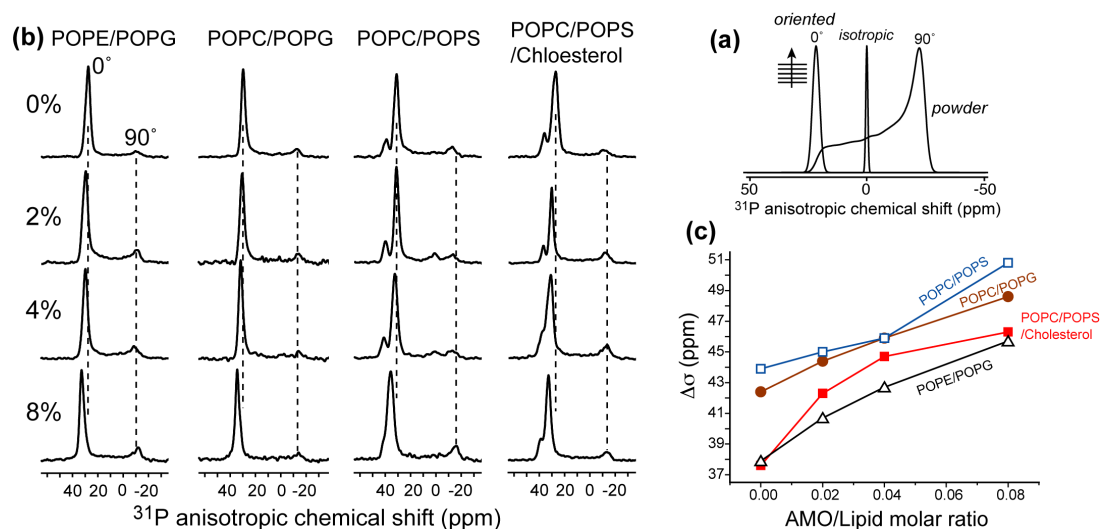 (b)
POPE/POPG
POPC/POPG
POPC/POPS
POPC/POPS
/Chloesterol
0°
90°
0%
2%
4%
8%
40 20 0 -20
40 20 0 -20
40 20 0 -20
40 20 0 -20
31P anisotropic chemical shift (ppm)
(a)
oriented
0°
isotropic
90°
powder
50 0 -50
31P anisotropic chemical shift (ppm)
(c)
51
49
47
45
43
41
39
37
Δσ (ppm)
POPC/POPS
POPC/POPG
POPC/POPS
/Cholesterol
POPE/POPG
0.00 0.02 0.04 0.06 0.08
AMO/Lipid molar ratio